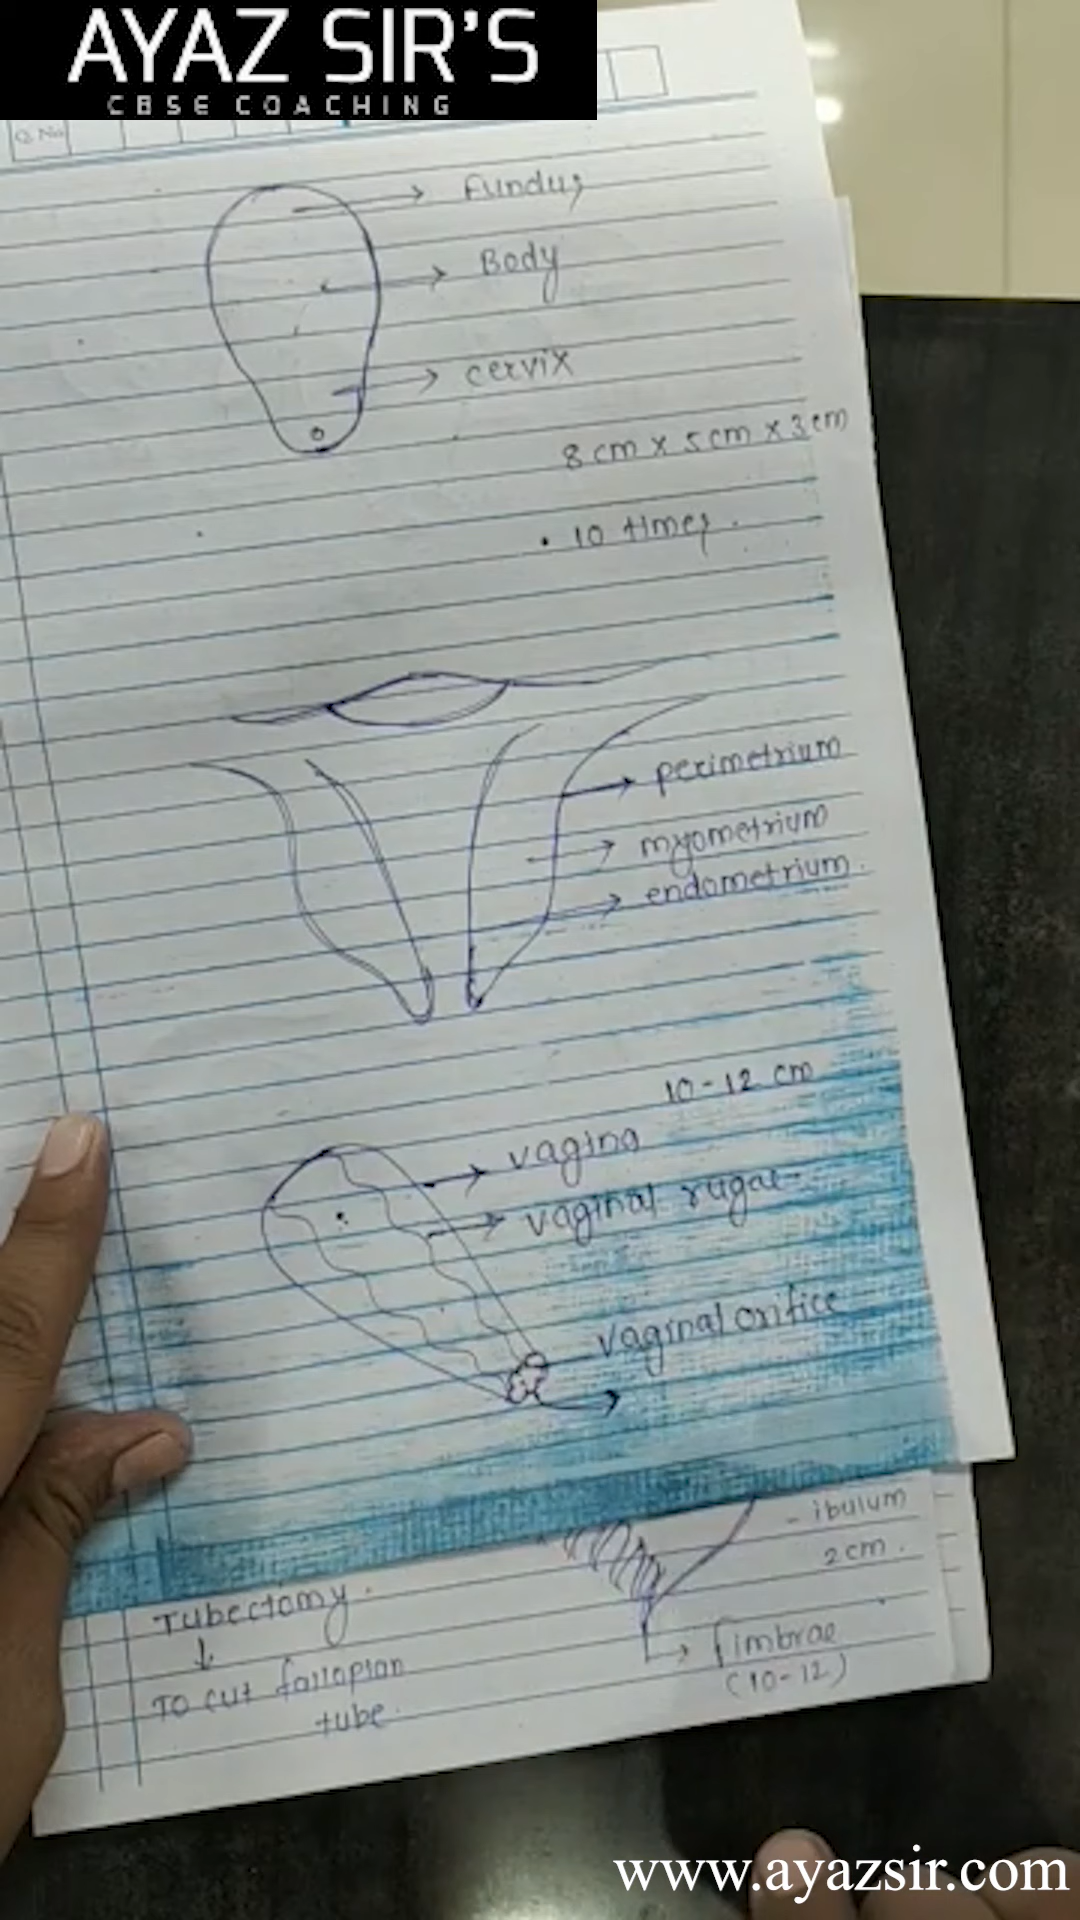 AYAZ SIR'S
CBSE COACHING
Q. No.
Fundus
Body
cervix
8 cm x 5 cm x 3 cm
• 10 times.
perimetrium
myometrium
endometrium.
10-12 cm
vagina
vaginal rugae
vaginal orifice
- ibulum
2 cm.
Tubectomy.
To cut fallopian
tube.
Fimbrae
(10-12)
www.ayazsir.com